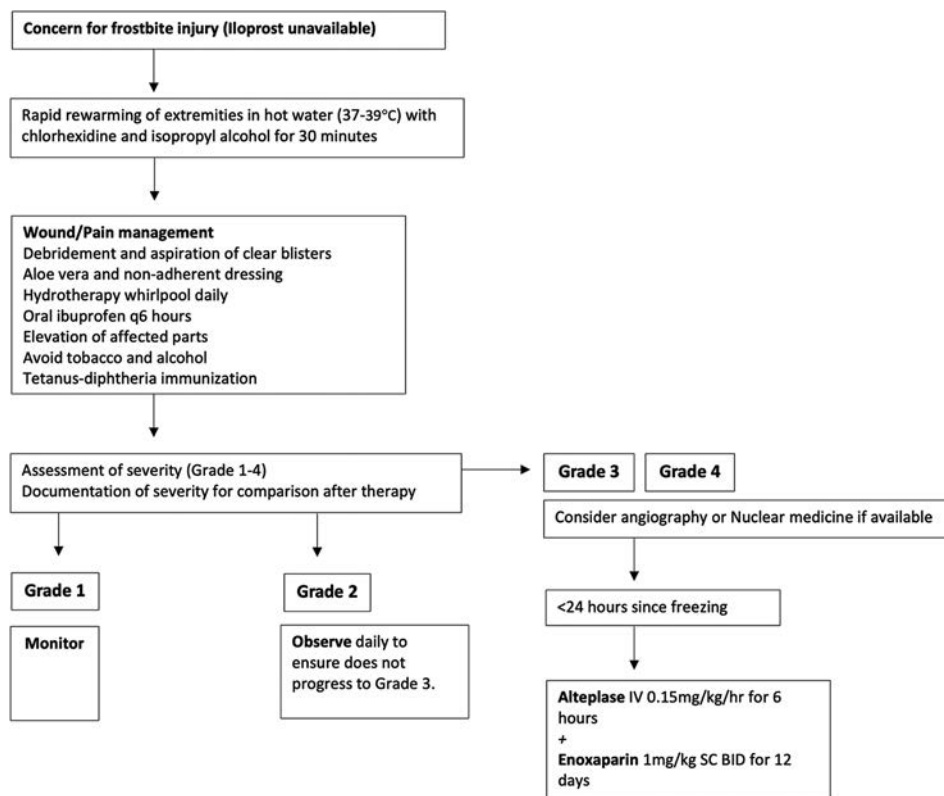 Concern for frostbite injury (Iloprost unavailable)
Rapid rewarming of extremities in hot water (37-39°C) with
chlorhexidine and isopropyl alcohol for 30 minutes
Wound/Pain management
Debridement and aspiration of clear blisters
Aloe vera and non-adherent dressing
Hydrotherapy whirlpool daily
Oral ibuprofen q6 hours
Elevation of affected parts
Avoid tobacco and alcohol
Tetanus-diphtheria immunization
Assessment of severity (Grade 1-4)
Documentation of severity for comparison after therapy
Grade 1
Monitor
Grade 2
Observe daily to
ensure does not
progress to Grade 3.
Grade 3
Grade 4
Consider angiography or Nuclear medicine if available
<24 hours since freezing
Alteplase IV 0.15mg/kg/hr for 6
hours
+
Enoxaparin 1mg/kg SC BID for 12
days